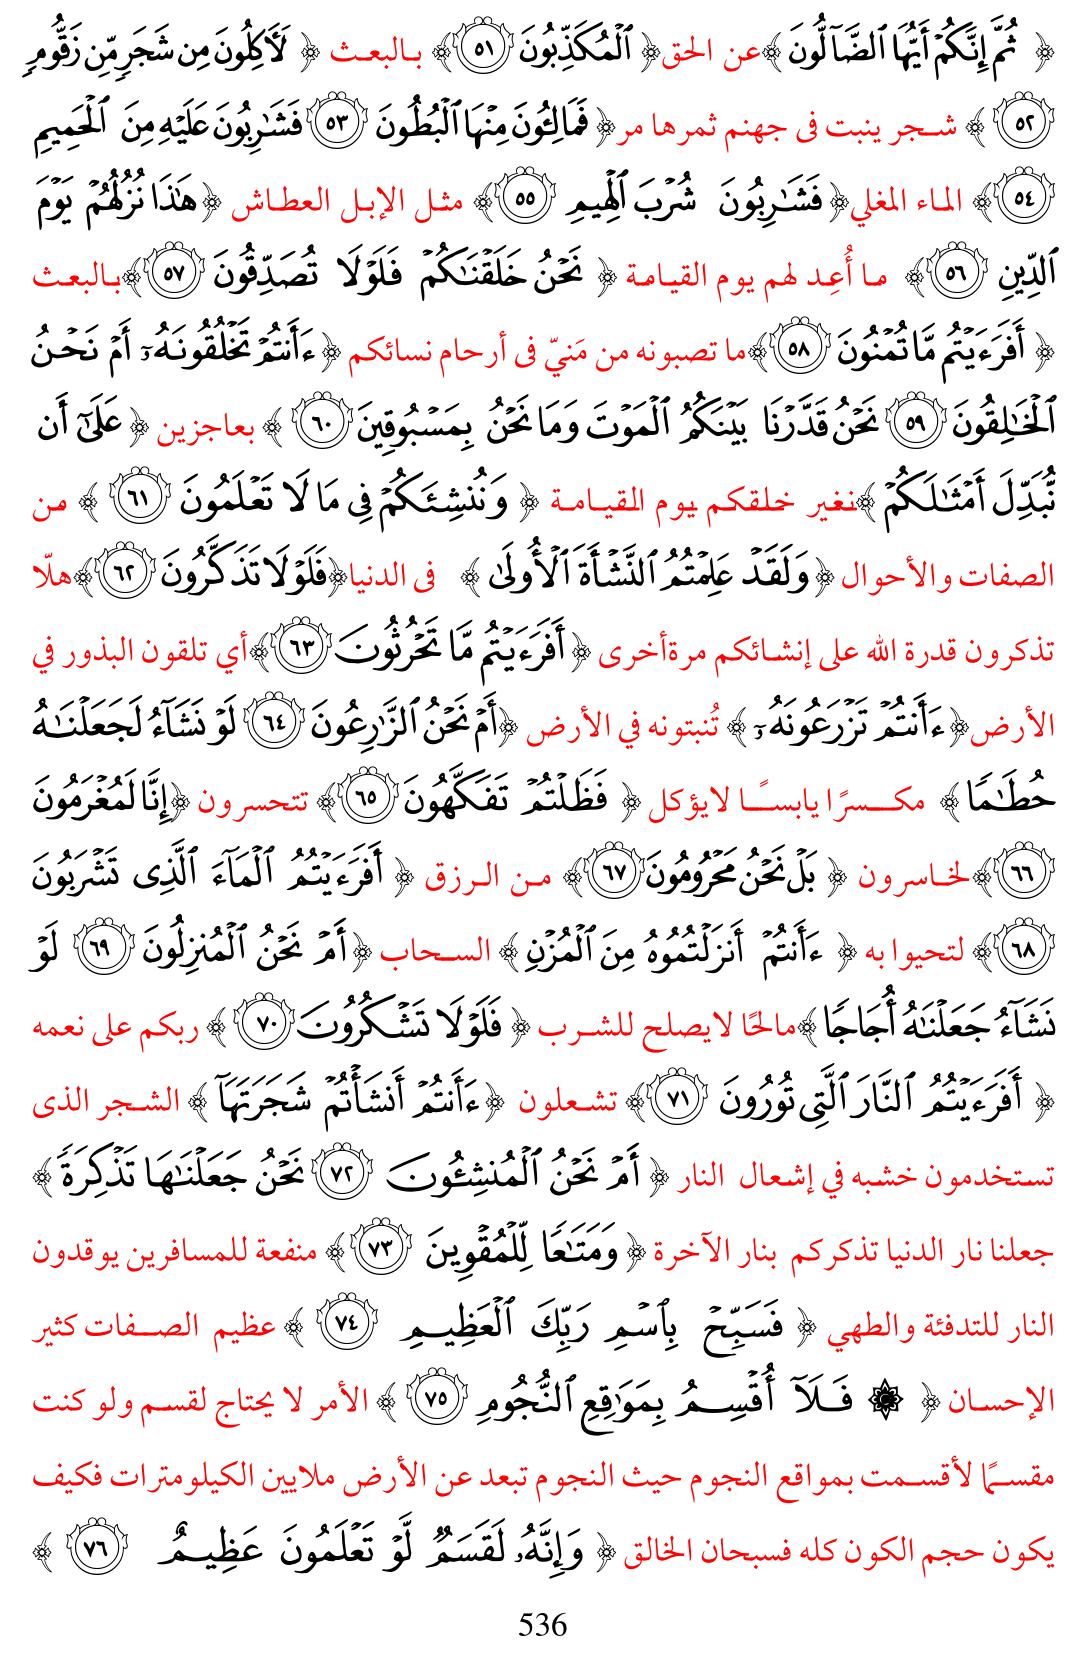 ﴿ ثُمَّ إِنَّكُمْ أَيُّهَا ٱلضَّآلُّونَ ﴾عن الحق﴿ ٱلْمُكَذِّبُونَ ٥١﴾ بالبعث ﴿ لَأٓكِلُونَ مِن شَجَرٖ مِّن زَقُّومٖ
٥٢ ﴾ شجر ينبت فى جهنم ثمرها مر﴿ فَمَالِـُٔونَ مِنْهَا ٱلْبُطُونَ ٥٣ فَشَٰرِبُونَ عَلَيْهِ مِنَ ٱلْحَمِيمِ
٥٤﴾ الماء المغلي﴿ فَشَٰرِبُونَ شُرْبَ ٱلْهِيمِ ٥٥﴾ مثل الإبل العطاش ﴿هَٰذَا نُزُلُهُمْ يَوْمَ
ٱلدِّينِ ٥٦﴾ ما أُعِد لهم يوم القيامة ﴿ نَحْنُ خَلَقْنَٰكُمْ فَلَوْلَا تُصَدِّقُونَ ٥٧﴾بالبعث
﴿ أَفَرَءَيْتُم مَّا تُمْنُونَ ٥٨﴾ما تصبونه من مَنيّ فى أرحام نسائكم ﴿ءَأَنتُمْ تَخْلُقُونَهُۥٓ أَمْ نَحْنُ
ٱلْخَٰلِقُونَ ٥٩ نَحْنُ قَدَّرْنَا بَيْنَكُمُ ٱلْمَوْتَ وَمَا نَحْنُ بِمَسْبُوقِينَ ٦٠ ﴾ بعاجزين ﴿ عَلَىٰٓ أَن
نُّبَدِّلَ أَمْثَٰلَكُمْ ﴾نغير خلقكم يوم القيامة ﴿ وَنُنشِئَكُمْ فِى مَا لَا تَعْلَمُونَ ٦١ ﴾ من
الصفات والأحوال ﴿ وَلَقَدْ عَلِمْتُمُ ٱلنَّشْأَةَ ٱلْأُولَىٰ ﴾ فى الدنيا﴿فَلَوْلَا تَذَكَّرُونَ ٦٢﴾هلّا
تذكرون قدرة الله على إنشائكم مرةأخرى ﴿ أَفَرَءَيْتُم مَّا تَحْرُثُونَ ٦٣﴾أي تلقون البذور في
الأرض﴿ءَأَنتُمْ تَزْرَعُونَهُۥٓ ﴾ تُنبتونه في الأرض ﴿أَمْ نَحْنُ ٱلزَّٰرِعُونَ ٦٤ لَوْ نَشَآءُ لَجَعَلْنَٰهُ
حُطَٰمٗا ﴾ مكسرًا يابسًا لايؤكل ﴿ فَظَلْتُمْ تَفَكَّهُونَ ٦٥﴾ تتحسرون ﴿إِنَّا لَمُغْرَمُونَ
٦٦﴾لخاسرون ﴿ بَلْ نَحْنُ مَحْرُومُونَ ٦٧﴾ من الرزق ﴿ أَفَرَءَيْتُمُ ٱلْمَآءَ ٱلَّذِى تَشْرَبُونَ
٦٨﴾ لتحيوا به ﴿ ءَأَنتُمْ أَنزَلْتُمُوهُ مِنَ ٱلْمُزْنِ ﴾ السحاب ﴿أَمْ نَحْنُ ٱلْمُنزِلُونَ ٦٩ لَوْ
نَشَآءُ جَعَلْنَٰهُ أُجَاجٗا ﴾مالحًا لايصلح للشرب ﴿ فَلَوْلَا تَشْكُرُونَ ٧٠ ﴾ ربكم على نعمه
﴿ أَفَرَءَيْتُمُ ٱلنَّارَ ٱلَّتِى تُورُونَ ٧١﴾ تشعلون ﴿ءَأَنتُمْ أَنشَأْتُمْ شَجَرَتَهَآ ﴾ الشجر الذى
تستخدمون خشبه في إشعال النار ﴿ أَمْ نَحْنُ ٱلْمُنشِـُٔونَ ٧٢ نَحْنُ جَعَلْنَٰهَا تَذْكِرَةٗ ﴾
جعلنا نار الدنيا تذكركم بنار الآخرة ﴿ وَمَتَٰعٗا لِّلْمُقْوِينَ ٧٣ ﴾ منفعة للمسافرين يوقدون
النار للتدفئة والطهي ﴿ فَسَبِّحْ بِٱسْمِ رَبِّكَ ٱلْعَظِيمِ ٧٤ ﴾ عظيم الصفات كثير
الإحسان ﴿ ۞ فَلَآ أُقْسِمُ بِمَوَٰقِعِ ٱلنُّجُومِ ٧٥ ﴾ الأمر لا يحتاج لقسم ولو كنت
مقسمًا لأقسمت بمواقع النجوم حيث النجوم تبعد عن الأرض ملايين الكيلومترات فكيف
يكون حجم الكون كله فسبحان الخالق ﴿ وَإِنَّهُۥ لَقَسَمٞ لَّوْ تَعْلَمُونَ عَظِيمٌ ٧٦ ﴾
536